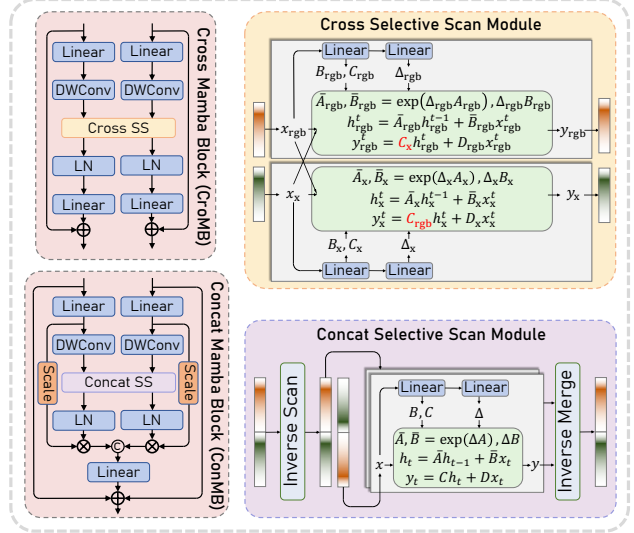 Cross Mamba Block (CroMB)
Linear Linear
DWConv DWConv
Cross SS
LN LN
Linear Linear
Cross Selective Scan Module
Linear Linear
B_rgb, C_rgb Δ_rgb
Ā_rgb, B̄_rgb = exp(Δ_rgb A_rgb), Δ_rgb B_rgb
h^t_rgb = Ā_rgb h^{t-1}_rgb + B̄_rgb x^t_rgb
y^t_rgb = C_x h^t_rgb + D_rgb x^t_rgb
x_rgb y_rgb
x_x y_x
Ā_x, B̄_x = exp(Δ_x A_x), Δ_x B_x
h^t_x = Ā_x h^{t-1}_x + B̄_x x^t_x
y^t_x = C_rgb h^t_x + D_x x^t_x
B_x, C_x Δ_x
Linear Linear
Concat Mamba Block (ConMB)
Linear Linear
DWConv DWConv
Scale Scale
Concat SS
LN LN
C
Linear
Concat Selective Scan Module
Inverse Scan
Linear Linear
B, C Δ
Ā, B̄ = exp(ΔA), ΔB
h_t = Āh_{t-1} + B̄x_t
y_t = Ch_t + Dx_t
x y
Inverse Merge